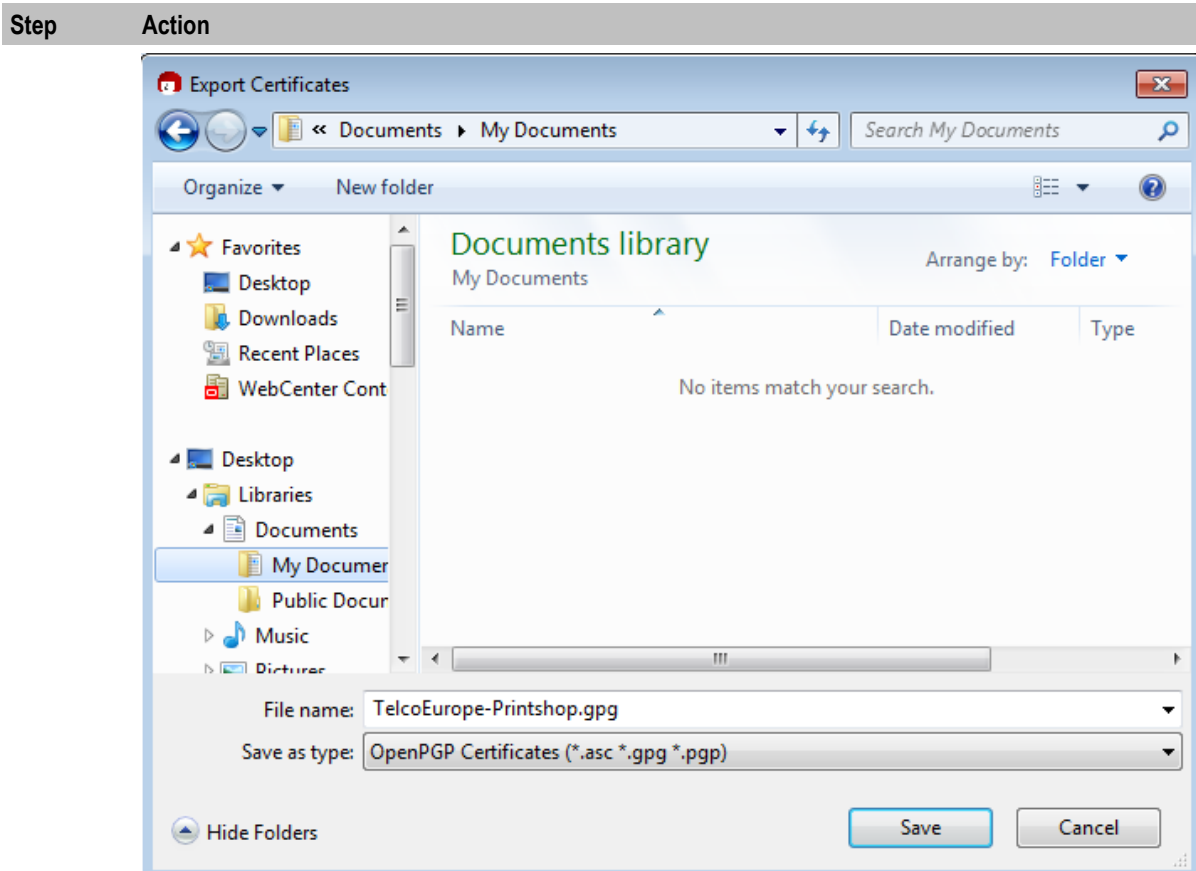 Step Action
Export Certificates
« Documents ▸ My Documents Search My Documents
Organize New folder
Favorites
Desktop
Downloads
Recent Places
WebCenter Cont
Desktop
Libraries
Documents
My Documen
Public Docun
Music
Pictures
Documents library
My Documents
Arrange by: Folder
Name Date modified Type
No items match your search.
File name: TelcoEurope-Printshop.gpg
Save as type: OpenPGP Certificates (*.asc *.gpg *.pgp)
Hide Folders Save Cancel